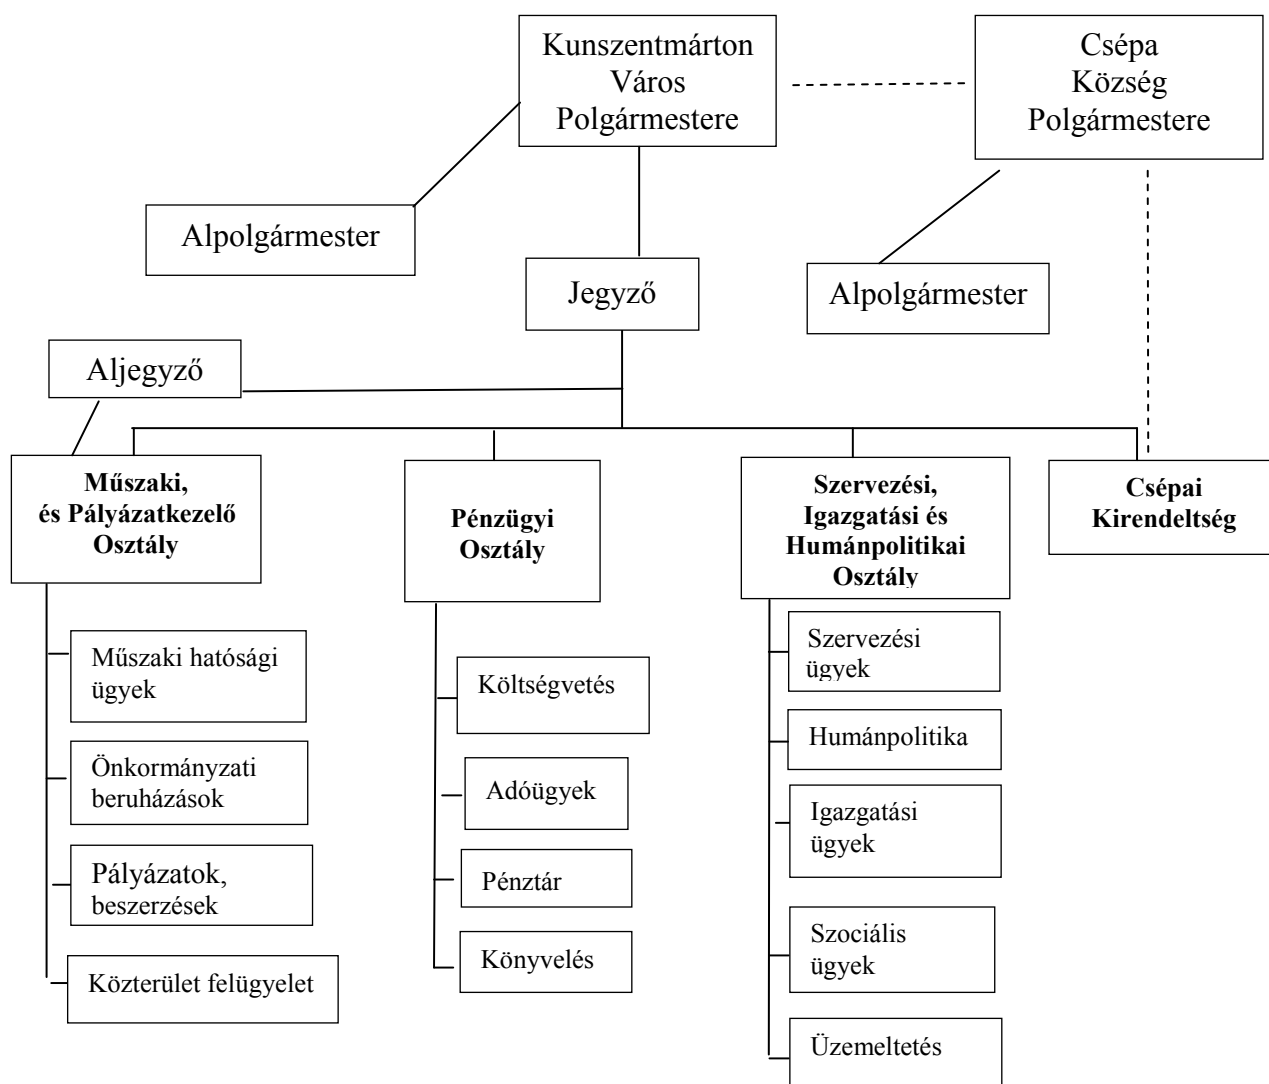 Kunszentmárton
Város
Polgármestere
Csépa
Község
Polgármestere
Alpolgármester
Jegyző
Alpolgármester
Aljegyző
Műszaki,
és Pályázatkezelő
Osztály
Pénzügyi
Osztály
Szervezési,
Igazgatási és
Humánpolitikai
Osztály
Csépai
Kirendeltség
Műszaki hatósági
ügyek
Önkormányzati
beruházások
Pályázatok,
beszerzések
Közterület felügyelet
Költségvetés
Adóügyek
Pénztár
Könyvelés
Szervezési
ügyek
Humánpolitika
Igazgatási
ügyek
Szociális
ügyek
Üzemeltetés